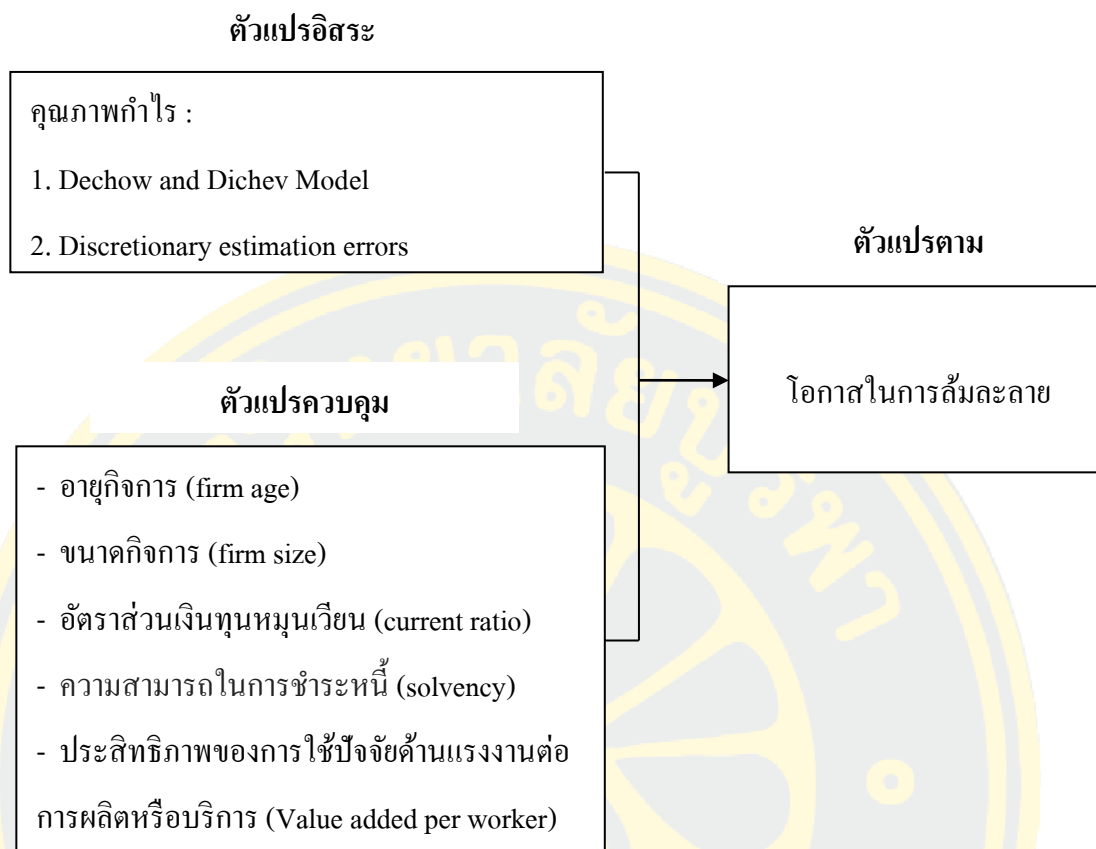 ตัวแปรอิสระ
คุณภาพกำไร :
1. Dechow and Dichev Model
2. Discretionary estimation errors
ตัวแปรตาม
โอกาสในการล้มละลาย
ตัวแปรควบคุม
- อายุกิจการ (firm age)
- ขนาดกิจการ (firm size)
- อัตราส่วนเงินทุนหมุนเวียน (current ratio)
- ความสามารถในการชำระหนี้ (solvency)
- ประสิทธิภาพของการใช้ปัจจัยด้านแรงงานต่อ
การผลิตหรือบริการ (Value added per worker)